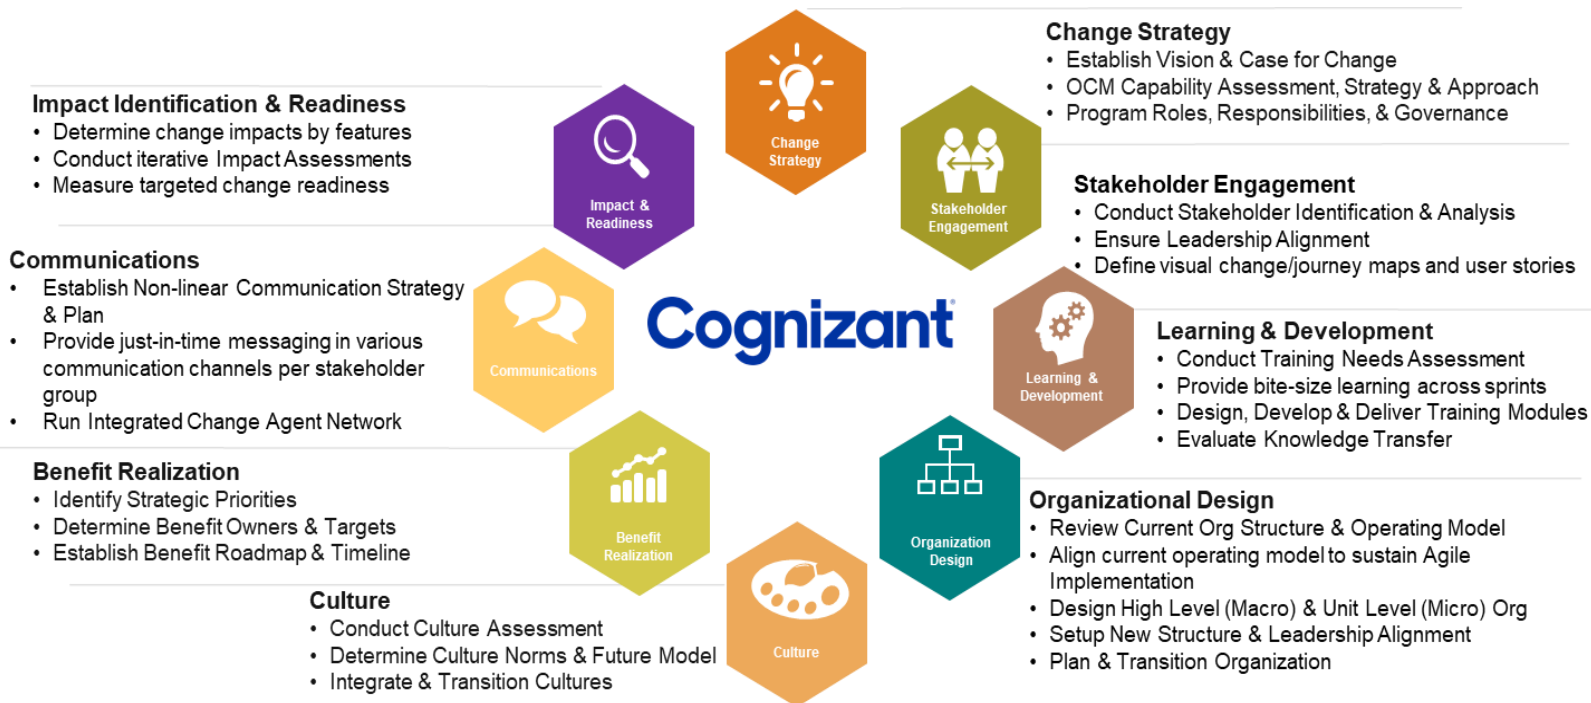 Change Strategy
• Establish Vision & Case for Change
• OCM Capability Assessment, Strategy & Approach
• Program Roles, Responsibilities, & Governance
Stakeholder Engagement
• Conduct Stakeholder Identification & Analysis
• Ensure Leadership Alignment
• Define visual change/journey maps and user stories
Learning & Development
• Conduct Training Needs Assessment
• Provide bite-size learning across sprints
• Design, Develop & Deliver Training Modules
• Evaluate Knowledge Transfer
Organizational Design
• Review Current Org Structure & Operating Model
• Align current operating model to sustain Agile
Implementation
• Design High Level (Macro) & Unit Level (Micro) Org
• Setup New Structure & Leadership Alignment
• Plan & Transition Organization
Culture
• Conduct Culture Assessment
• Determine Culture Norms & Future Model
• Integrate & Transition Cultures
Benefit Realization
• Identify Strategic Priorities
• Determine Benefit Owners & Targets
• Establish Benefit Roadmap & Timeline
Communications
• Establish Non-linear Communication Strategy
& Plan
• Provide just-in-time messaging in various
communication channels per stakeholder
group
• Run Integrated Change Agent Network
Impact Identification & Readiness
• Determine change impacts by features
• Conduct iterative Impact Assessments
• Measure targeted change readiness
Change
Strategy
Stakeholder
Engagement
Learning &
Development
Organization
Design
Culture
Benefit
Realization
Communications
Impact &
Readiness
Cognizant®